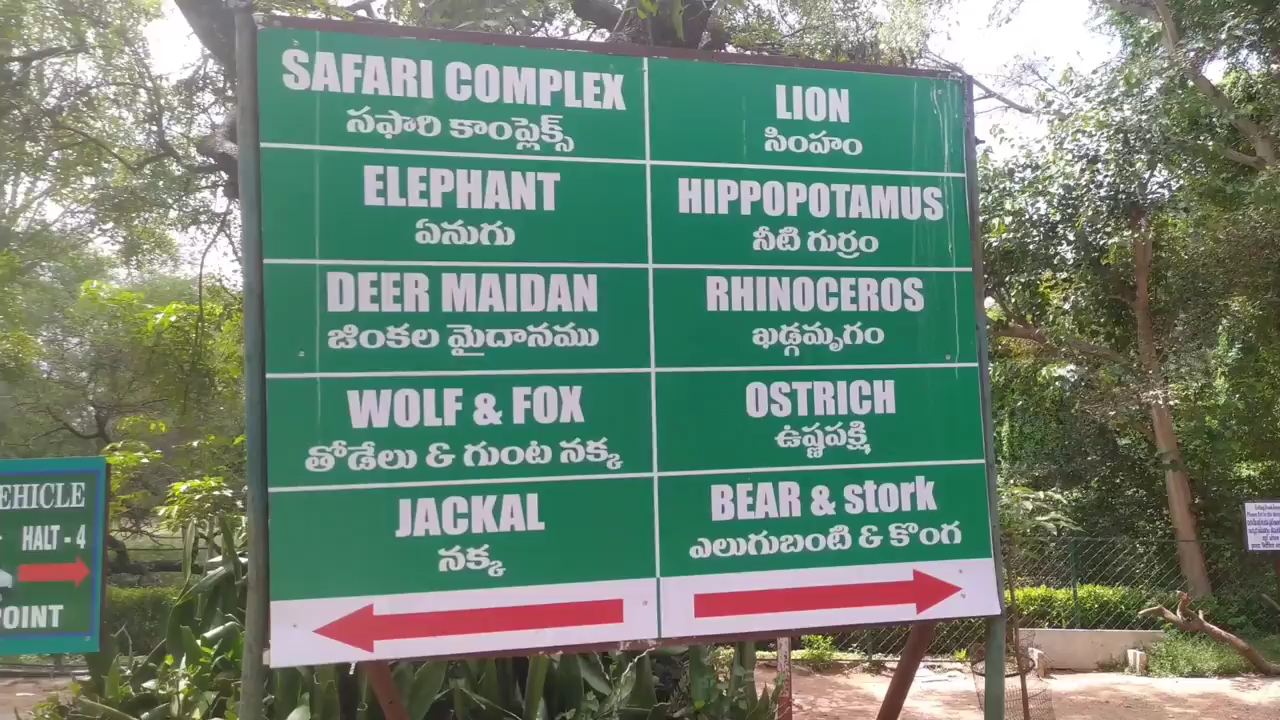 SAFARI COMPLEX
సఫారి కాంప్లెక్స్
ELEPHANT
ఏనుగు
DEER MAIDAN
జింకల మైదానము
WOLF & FOX
తోడేలు & గుంట నక్క
JACKAL
నక్క
LION
సింహం
HIPPOPOTAMUS
నీటి గుర్రం
RHINOCEROS
ఖడ్గమృగం
OSTRICH
ఉష్ణపక్షి
BEAR & stork
ఎలుగుబంటి & కొంగ
EHICLE
HALT - 4
POINT